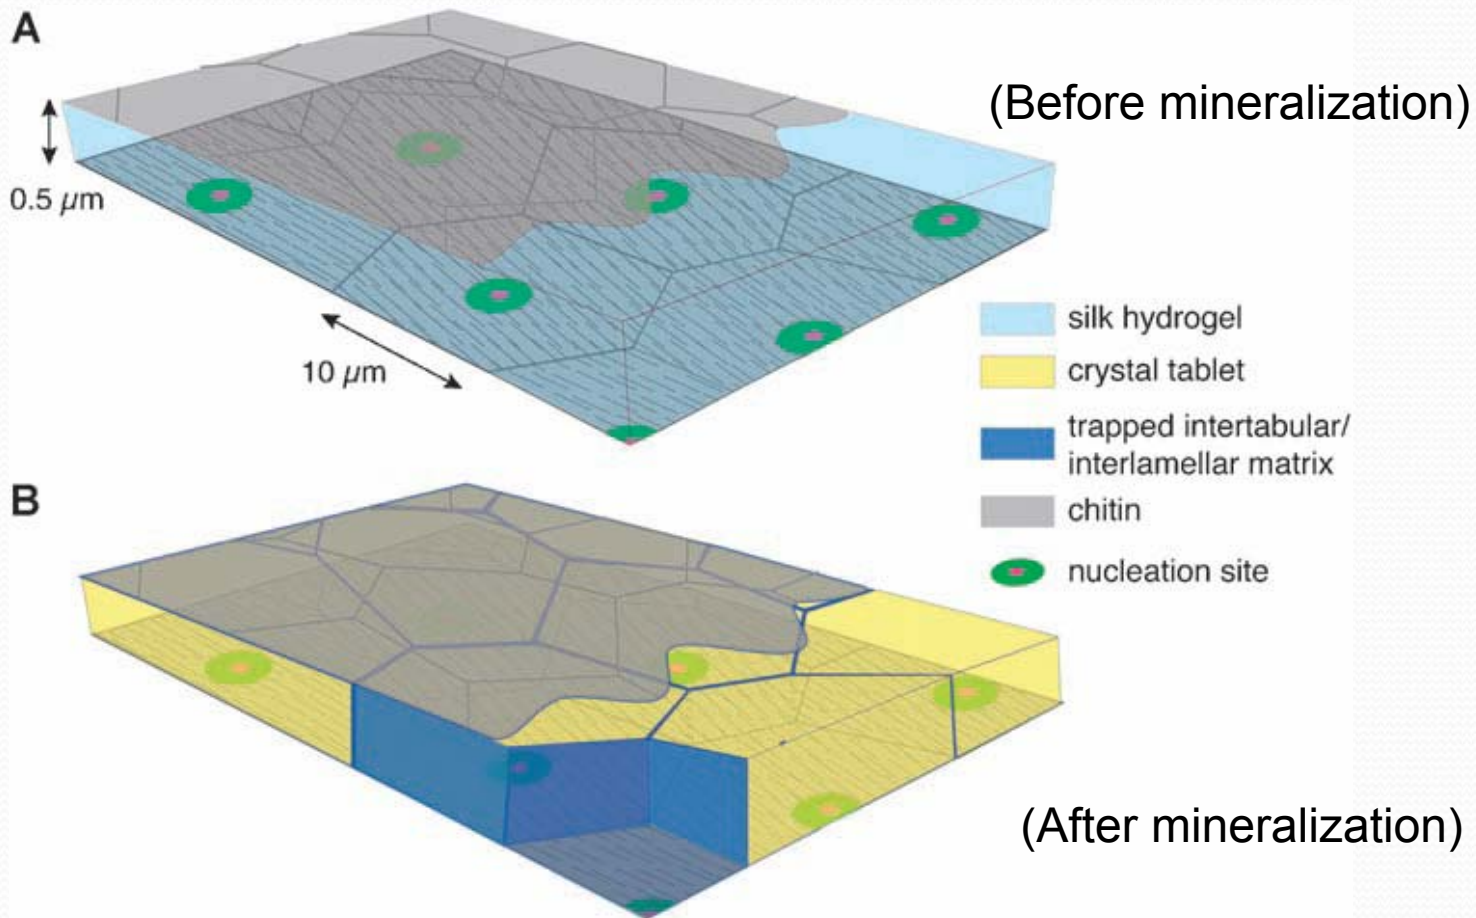 A
(Before mineralization)
0.5 μm
10 μm
silk hydrogel
crystal tablet
trapped intertabular/
interlamellar matrix
chitin
nucleation site
B
(After mineralization)